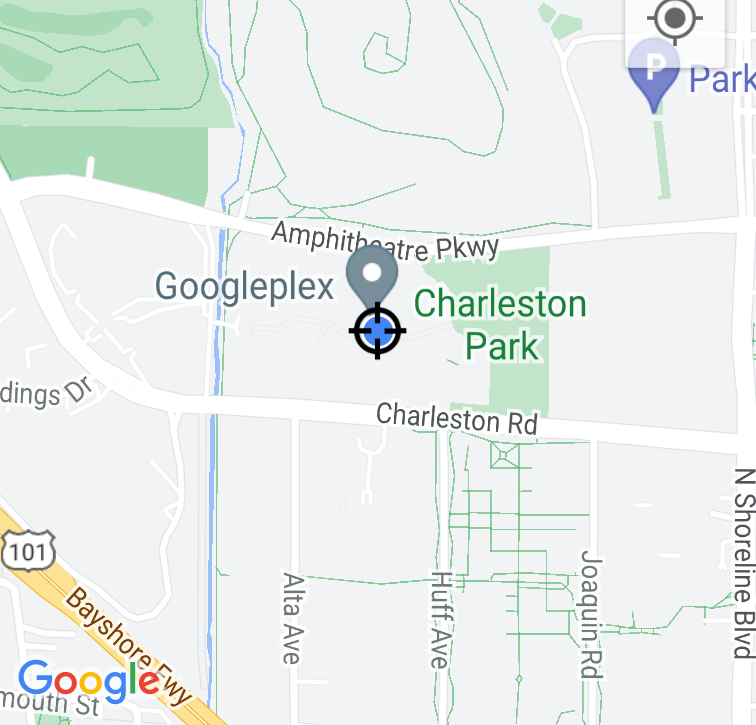 P
Park
Amphitheatre Pkwy
Googleplex
Charleston
Park
dings Dr
Charleston Rd
N Shoreline Blvd
101
Joaquin Rd
Alta Ave
Huff Ave
Bayshore Fwy
Google
mouth St